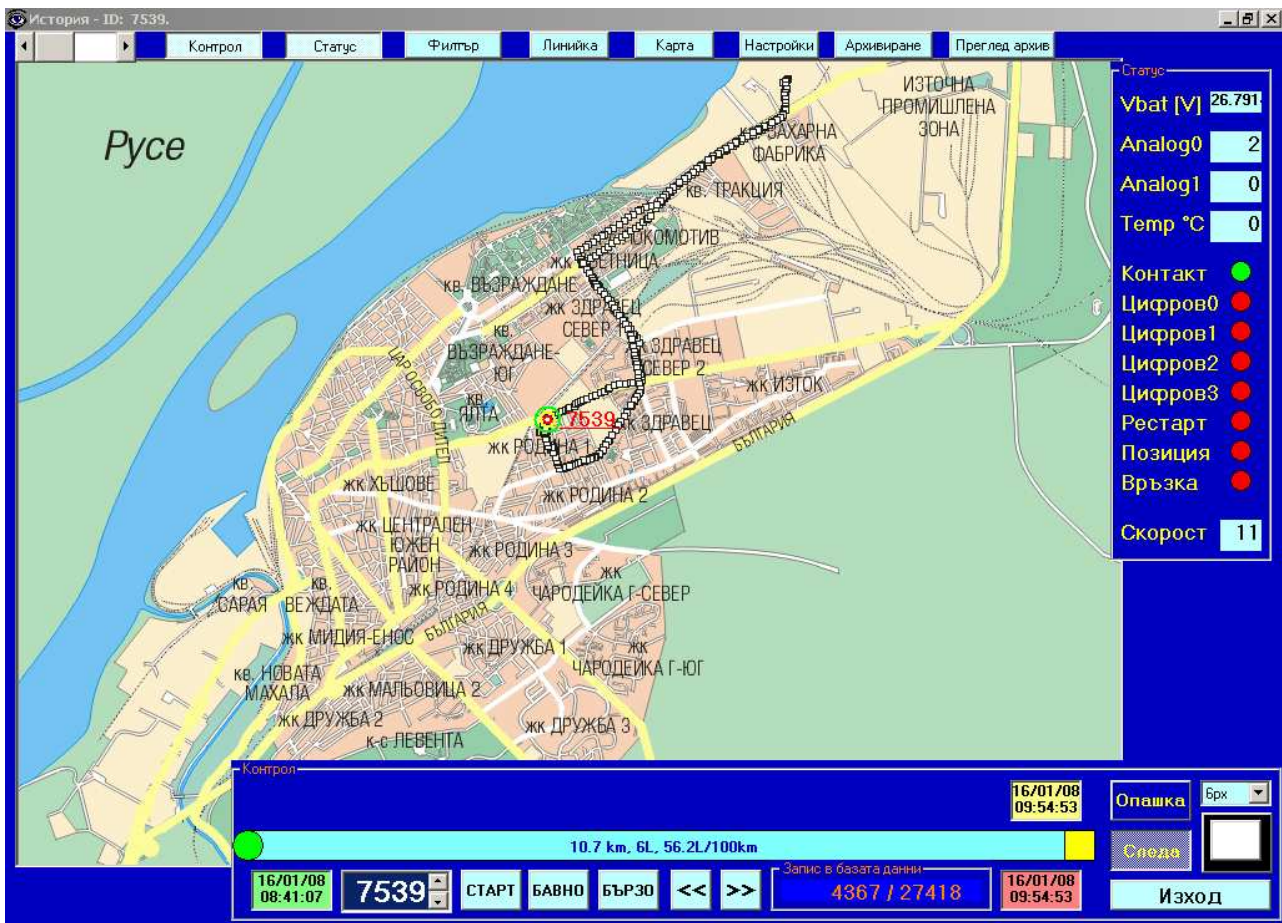 История - ID: 7539.
Контрол Статус Филтър Линийка Карта Настройки Архивиране Преглед архив
Русе
ИЗТОЧНА
ПРОМИШЛЕНА
ЗОНА
ЗАХАРНА
ФАБРИКА
кв. ТРАКЦИЯ
кв. ВЪЗРАЖДАНЕ
жк ЗДРАВЕЦ
СЕВЕР 1
кв.
ВЪЗРАЖДАНЕ-
ЮГ
ЗДРАВЕЦ
СЕВЕР 2
жк ИЗТОК
ЦАР ОСВОБОДИТЕЛ
кв.
ЯЛТА
7539
ЗДРАВЕЦ
БЪЛГАРИЯ
жк РОДИНА 1
жк ХЪШОВЕ
жк РОДИНА 2
жк ЦЕНТРАЛЕН
ЮЖЕН
РАЙОН
жк РОДИНА 3
жк
ЧАРОДЕЙКА Г-СЕВЕР
кв.
САРАЯ
кв.
ВЕЖДАТА
жк РОДИНА 4
БЪЛГАРИЯ
жк МИДИЯ-ЕНОС
жк ДРУЖБА 1
жк
ЧАРОДЕЙКА Г-ЮГ
кв. НОВАТА
МАХАЛА
жк МАЛЬОВИЦА 2
жк ДРУЖБА 2
жк ДРУЖБА 3
к-с ЛЕВЕНТА
Статус
Vbat [V] 26.791
Analog0 2
Analog1 0
Temp °C 0
Контакт
Цифров0
Цифров1
Цифров2
Цифров3
Рестарт
Позиция
Връзка
Скорост 11
Контрол
16/01/08
09:54:53
Опашка 6px
10.7 km, 6L, 56.2L/100km
Следа
16/01/08
08:41:07
7539 СТАРТ БАВНО БЪРЗО << >>
Запис в базата данни
4367 / 27418
16/01/08
09:54:53
Изход